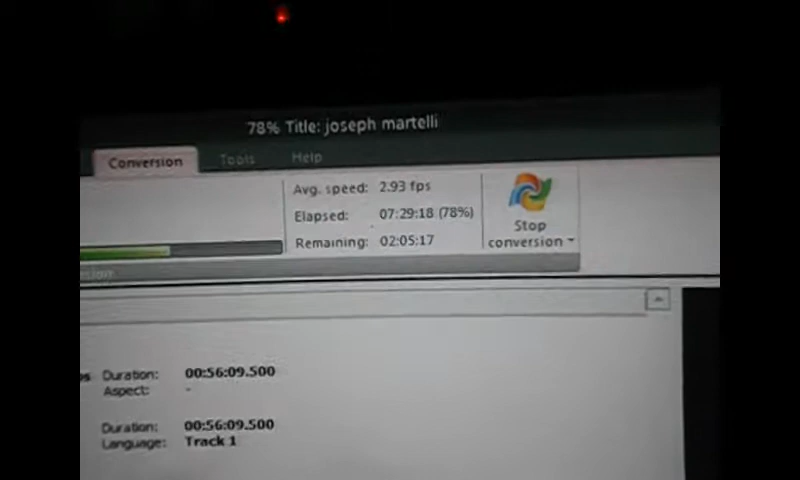 78% Title: joseph martelli
Conversion Tools Help
Avg. speed: 2.93 fps
Elapsed: 07:29:18 (78%)
Remaining: 02:05:17
Stop
conversion
Duration: 00:56:09.500
Aspect: -
Duration: 00:56:09.500
Language: Track 1